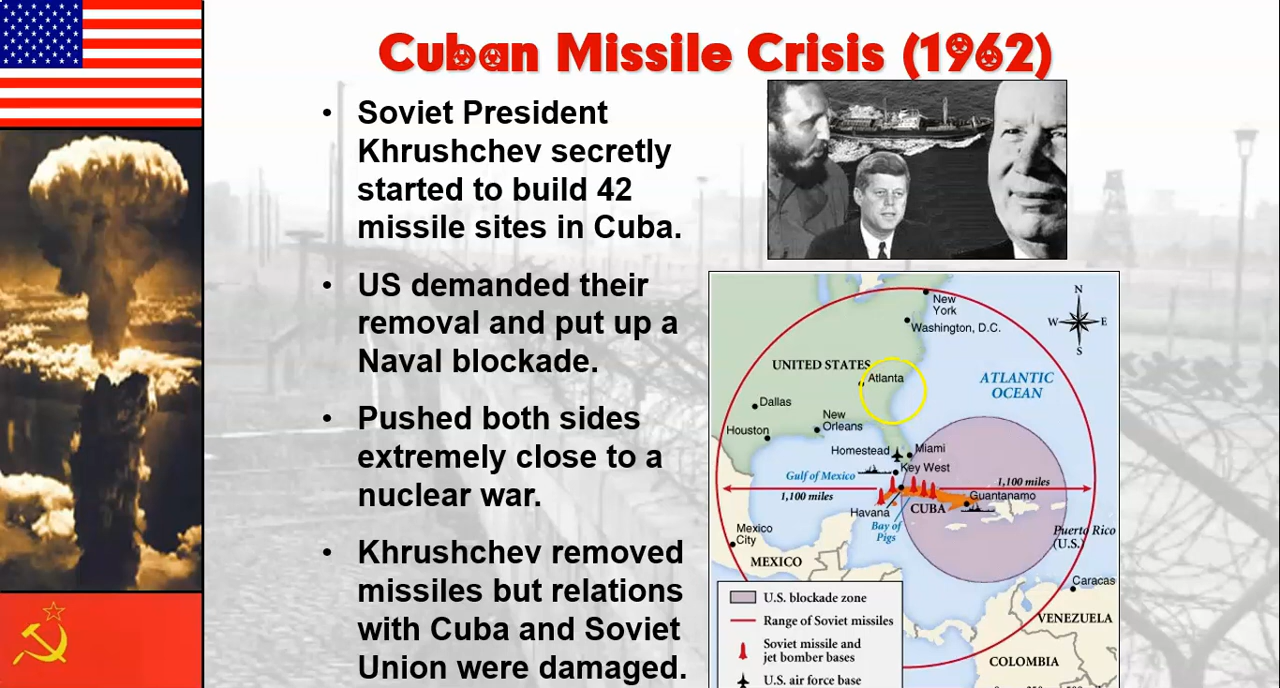 Cuban Missile Crisis (1962)
• Soviet President
Khrushchev secretly
started to build 42
missile sites in Cuba.
• US demanded their
removal and put up a
Naval blockade.
• Pushed both sides
extremely close to a
nuclear war.
• Khrushchev removed
missiles but relations
with Cuba and Soviet
Union were damaged.
New
York
Washington, D.C.
N
W
E
S
UNITED STATES
Atlanta
ATLANTIC
OCEAN
Dallas
New
Orleans
Houston
Homestead
Miami
Key West
Gulf of Mexico
1,100 miles
1,100 miles
Guantanamo
Havana
CUBA
Bay of
Pigs
Mexico
City
Puerto Rico
(U.S.)
MEXICO
Caracas
VENEZUELA
COLOMBIA
U.S. blockade zone
Range of Soviet missiles
Soviet missile and
jet bomber bases
U.S. air force base